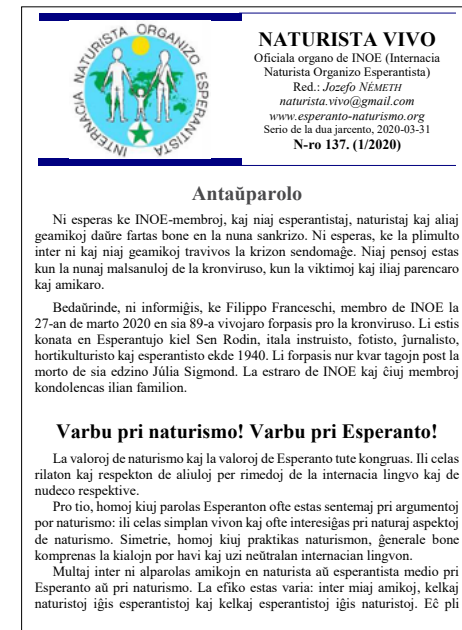 INTERNACIA NATURISTA ORGANIZO ESPERANTISTA
NATURISTA VIVO
Oficiala organo de INOE (Internacia
Naturista Organizo Esperantista)
Red.: Jozefo NÉMETH
naturista.vivo@gmail.com
www.esperanto-naturismo.org
Serio de la dua jarcento, 2020-03-31
N-ro 137. (1/2020)
Antaŭparolo
Ni esperas ke INOE-membroj, kaj niaj esperantistaj, naturistaj kaj aliaj
geamikoj daŭre fartas bone en la nuna sankrizo. Ni esperas, ke la plimulto
inter ni kaj niaj geamikoj travivos la krizon sendomaĝe. Niaj pensoj estas
kun la nunaj malsanuloj de la kronviruso, kun la viktimoj kaj iliaj parencaro
kaj amikaro.
Bedaŭrinde, ni informiĝis, ke Filippo Franceschi, membro de INOE la
27-an de marto 2020 en sia 89-a vivojaro forpasis pro la kronviruso. Li estis
konata en Esperantujo kiel Sen Rodin, itala instruisto, fotisto, ĵurnalisto,
hortikulturisto kaj esperantisto ekde 1940. Li forpasis nur kvar tagojn post la
morto de sia edzino Júlia Sigmond. La estraro de INOE kaj ĉiuj membroj
kondolencas ilian familion.
Varbu pri naturismo! Varbu pri Esperanto!
La valoroj de naturismo kaj la valoroj de Esperanto tute kongruas. Ili celas
rilaton kaj respekton de aliuloj per rimedoj de la internacia lingvo kaj de
nudeco respektive.
Pro tio, homoj kiuj parolas Esperanton ofte estas sentemaj pri argumentoj
por naturismo: ili celas simplan vivon kaj ofte interesiĝas pri naturaj aspektoj
de naturismo. Simetrie, homoj kiuj praktikas naturismon, ĝenerale bone
komprenas la kialojn por havi kaj uzi neŭtralan internacian lingvon.
Multaj inter ni alparolas amikojn en naturista aŭ esperantista medio pri
Esperanto aŭ pri naturismo. La efiko estas varia: inter miaj amikoj, kelkaj
naturistoj iĝis esperantistoj kaj kelkaj esperantistoj iĝis naturistoj. Eĉ pli